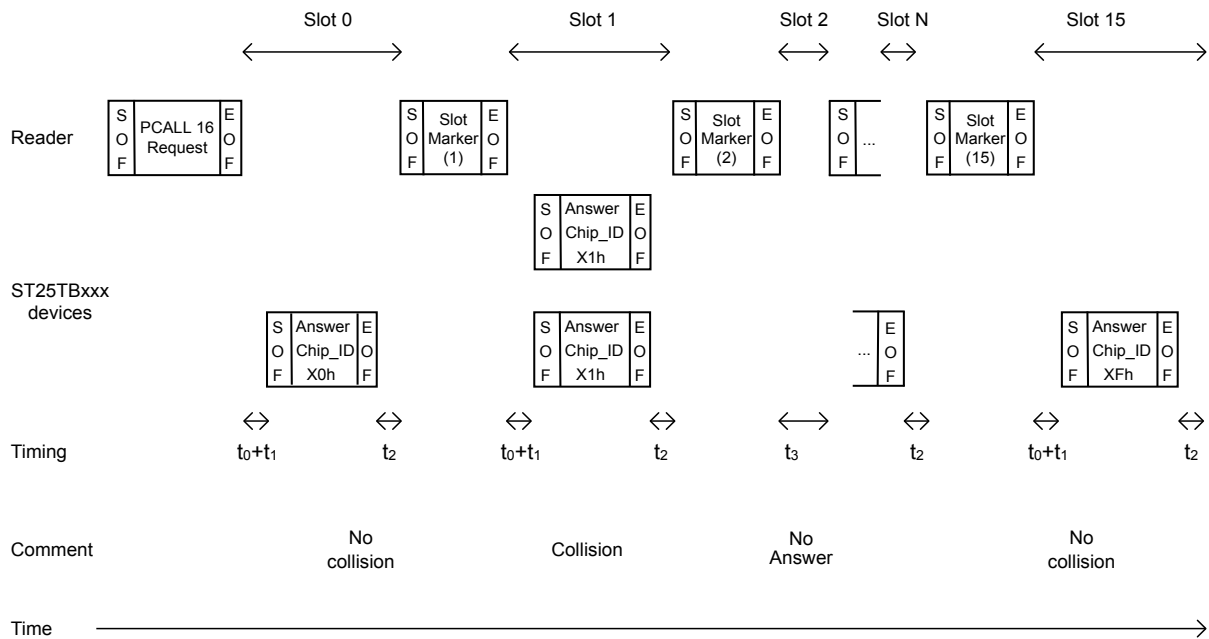 Slot 0 Slot 1 Slot 2 Slot N Slot 15
Reader
S
O
F
PCALL 16
Request
E
O
F
S
O
F
Slot
Marker
(1)
E
O
F
S
O
F
Slot
Marker
(2)
E
O
F
S
O
F
...
S
O
F
Slot
Marker
(15)
E
O
F
S
O
F
Answer
Chip_ID
X1h
E
O
F
ST25TBxxx
devices
S
O
F
Answer
Chip_ID
X0h
E
O
F
S
O
F
Answer
Chip_ID
X1h
E
O
F
...
E
O
F
S
O
F
Answer
Chip_ID
XFh
E
O
F
Timing t0+t1 t2 t0+t1 t2 t3 t2 t0+t1 t2
Comment
No
collision
Collision
No
Answer
No
collision
Time